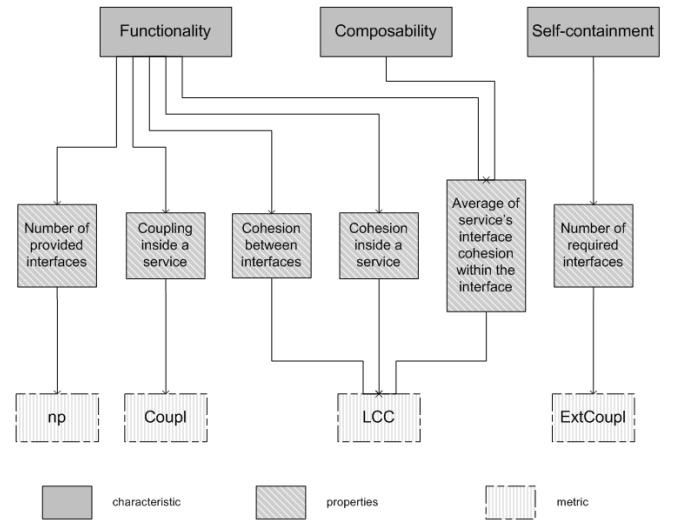 Functionality
Composability
Self-containment
Number of
provided
interfaces
Coupling
inside a
service
Cohesion
between
interfaces
Cohesion
inside a
service
Average of
service's
interface
cohesion
within the
interface
Number of
required
interfaces
np
Coupl
LCC
ExtCoupl
characteristic
properties
metric